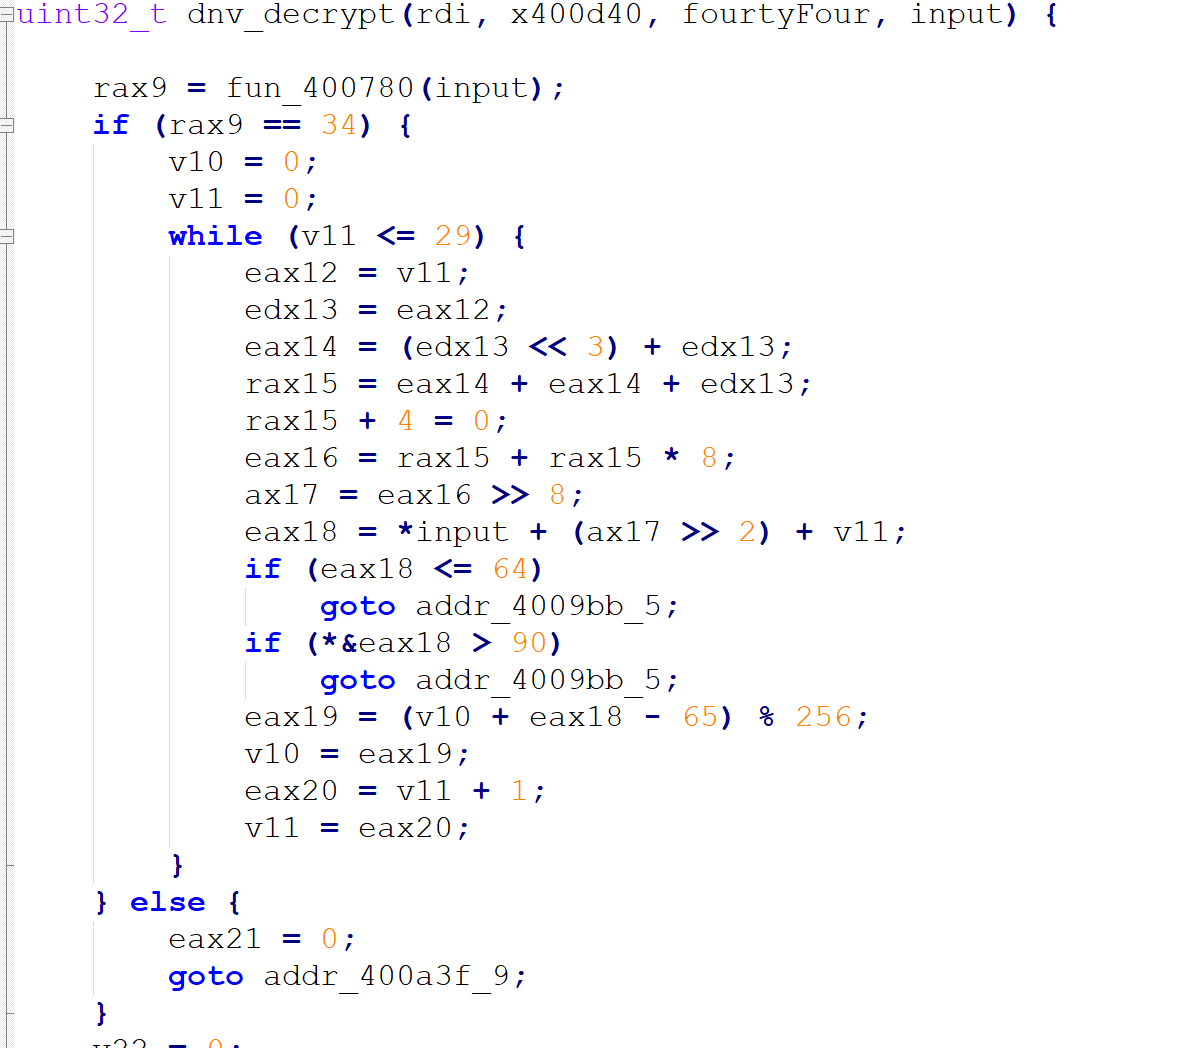 uint32_t dnv_decrypt(rdi, x400d40, fourtyFour, input) {
rax9 = fun_400780(input);
if (rax9 == 34) {
v10 = 0;
v11 = 0;
while (v11 <= 29) {
eax12 = v11;
edx13 = eax12;
eax14 = (edx13 << 3) + edx13;
rax15 = eax14 + eax14 + edx13;
rax15 + 4 = 0;
eax16 = rax15 + rax15 * 8;
ax17 = eax16 >> 8;
eax18 = *input + (ax17 >> 2) + v11;
if (eax18 <= 64)
goto addr_4009bb_5;
if (*&eax18 > 90)
goto addr_4009bb_5;
eax19 = (v10 + eax18 - 65) % 256;
v10 = eax19;
eax20 = v11 + 1;
v11 = eax20;
}
} else {
eax21 = 0;
goto addr_400a3f_9;
}